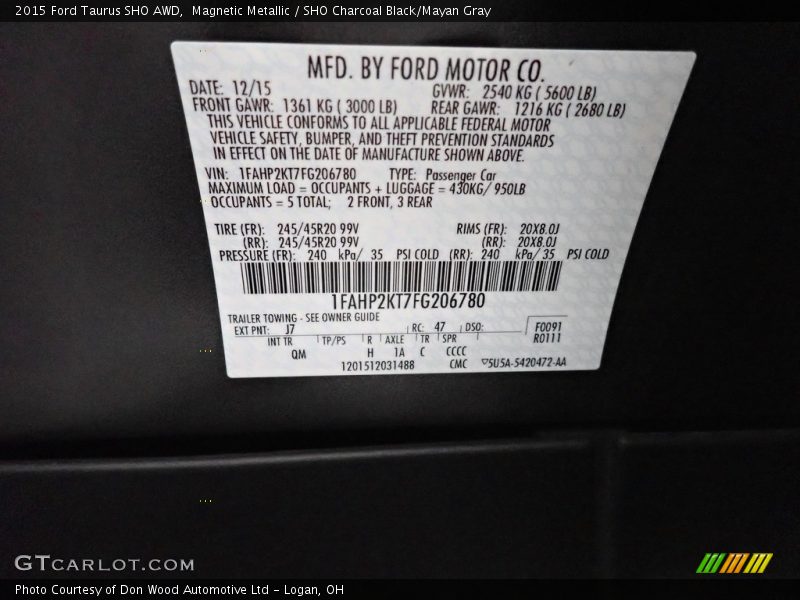 2015 Ford Taurus SHO AWD,  Magnetic Metallic / SHO Charcoal Black/Mayan Gray
MFD. BY FORD MOTOR CO.
DATE: 12/15 GVWR: 2540 KG ( 5600 LB)
FRONT GAWR: 1361 KG ( 3000 LB) REAR GAWR: 1216 KG ( 2680 LB)
THIS VEHICLE CONFORMS TO ALL APPLICABLE FEDERAL MOTOR
VEHICLE SAFETY, BUMPER, AND THEFT PREVENTION STANDARDS
IN EFFECT ON THE DATE OF MANUFACTURE SHOWN ABOVE.
VIN: 1FAHP2KT7FG206780 TYPE: Passenger Car
MAXIMUM LOAD = OCCUPANTS + LUGGAGE = 430KG/ 950LB
OCCUPANTS = 5 TOTAL; 2 FRONT, 3 REAR
TIRE (FR): 245/45R20 99V RIMS (FR): 20X8.0J
(RR): 245/45R20 99V (RR): 20X8.0J
PRESSURE (FR): 240 kPa/ 35 PSI COLD (RR): 240 kPa/ 35 PSI COLD
1FAHP2KT7FG206780
TRAILER TOWING - SEE OWNER GUIDE
EXT PNT: J7 RC: 47 DSO: F0091
R0111
INT TR TP/PS R AXLE TR SPR
QM H 1A C CCCC
1201512031488 CMC ▽5U5A-5420472-AA
GTCARLOT.COM
Photo Courtesy of Don Wood Automotive Ltd - Logan, OH